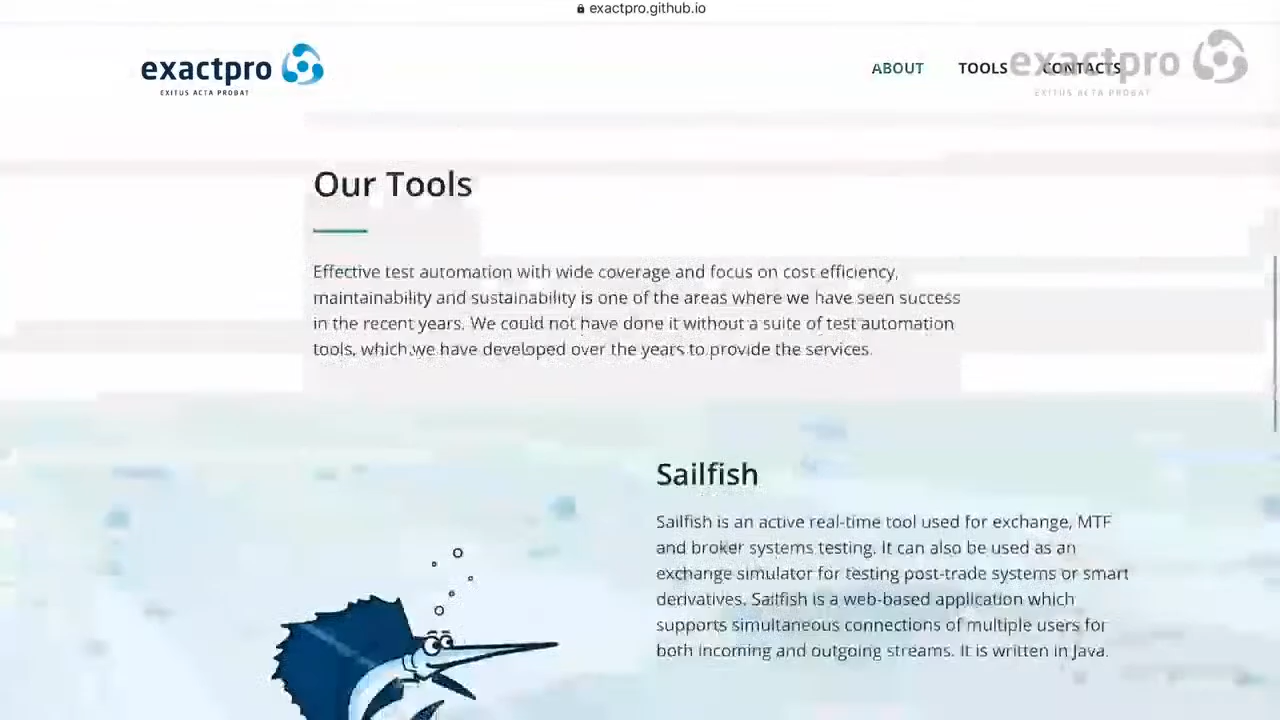 exactpro.github.io
exactpro
EXITUS ACTA PROBAT
ABOUT
TOOLS
CONTACTS
exactpro
EXITUS ACTA PROBAT
Our Tools
Effective test automation with wide coverage and focus on cost efficiency,
maintainability and sustainability is one of the areas where we have seen success
in the recent years. We could not have done it without a suite of test automation
tools, which we have developed over the years to provide the services.
Sailfish
Sailfish is an active real-time tool used for exchange, MTF
and broker systems testing. It can also be used as an
exchange simulator for testing post-trade systems or smart
derivatives. Sailfish is a web-based application which
supports simultaneous connections of multiple users for
both incoming and outgoing streams. It is written in Java.